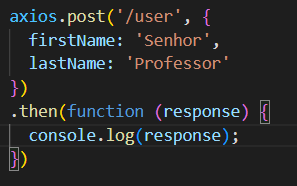 axios.post('/user', {
  firstName: 'Senhor',
  lastName: 'Professor'
})
.then(function (response) {
  console.log(response);
})